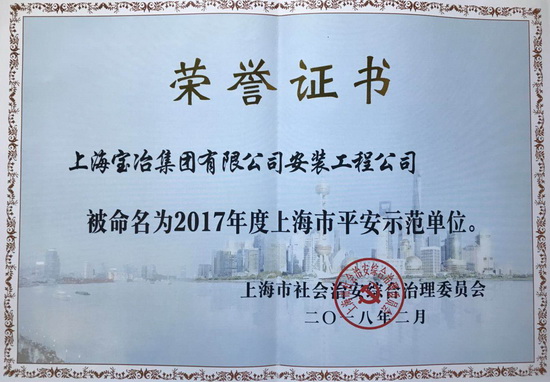 荣誉证书
上海宝冶集团有限公司安装工程公司
被命名为2017年度上海市平安示范单位。
上海市社会治安综合治理委员会
二〇一八年二月